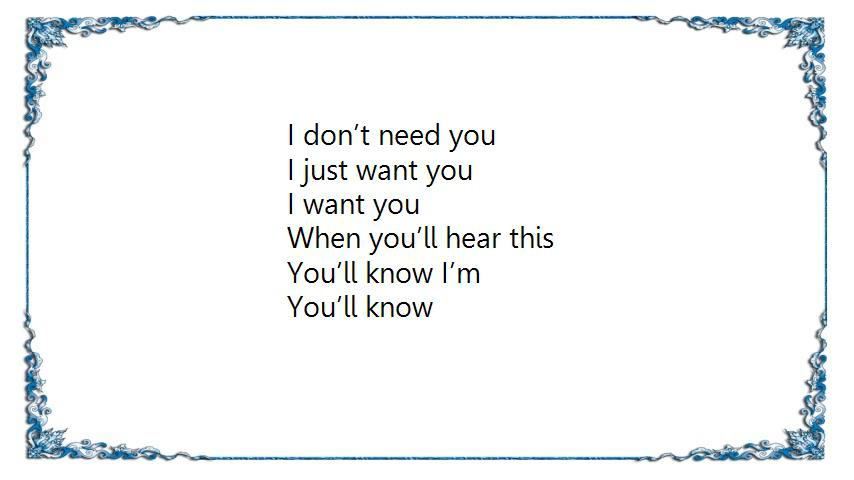 I don't need you
I just want you
I want you
When you'll hear this
You'll know I'm
You'll know